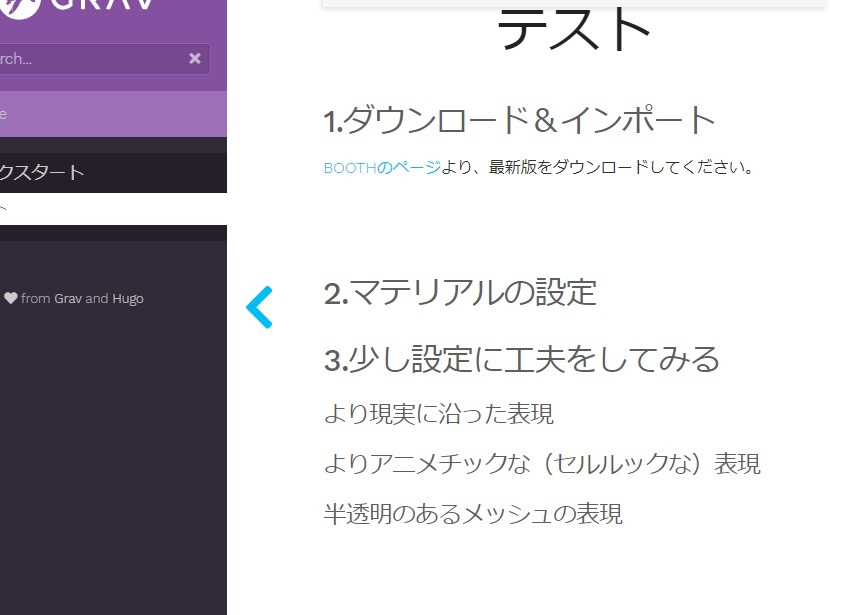 GRAV
rch...
e
クスタート
ト
from Grav and Hugo
テスト
1.ダウンロード＆インポート
BOOTHのページより、最新版をダウンロードしてください。
2.マテリアルの設定
3.少し設定に工夫をしてみる
より現実に沿った表現
よりアニメチックな（セルルックな）表現
半透明のあるメッシュの表現